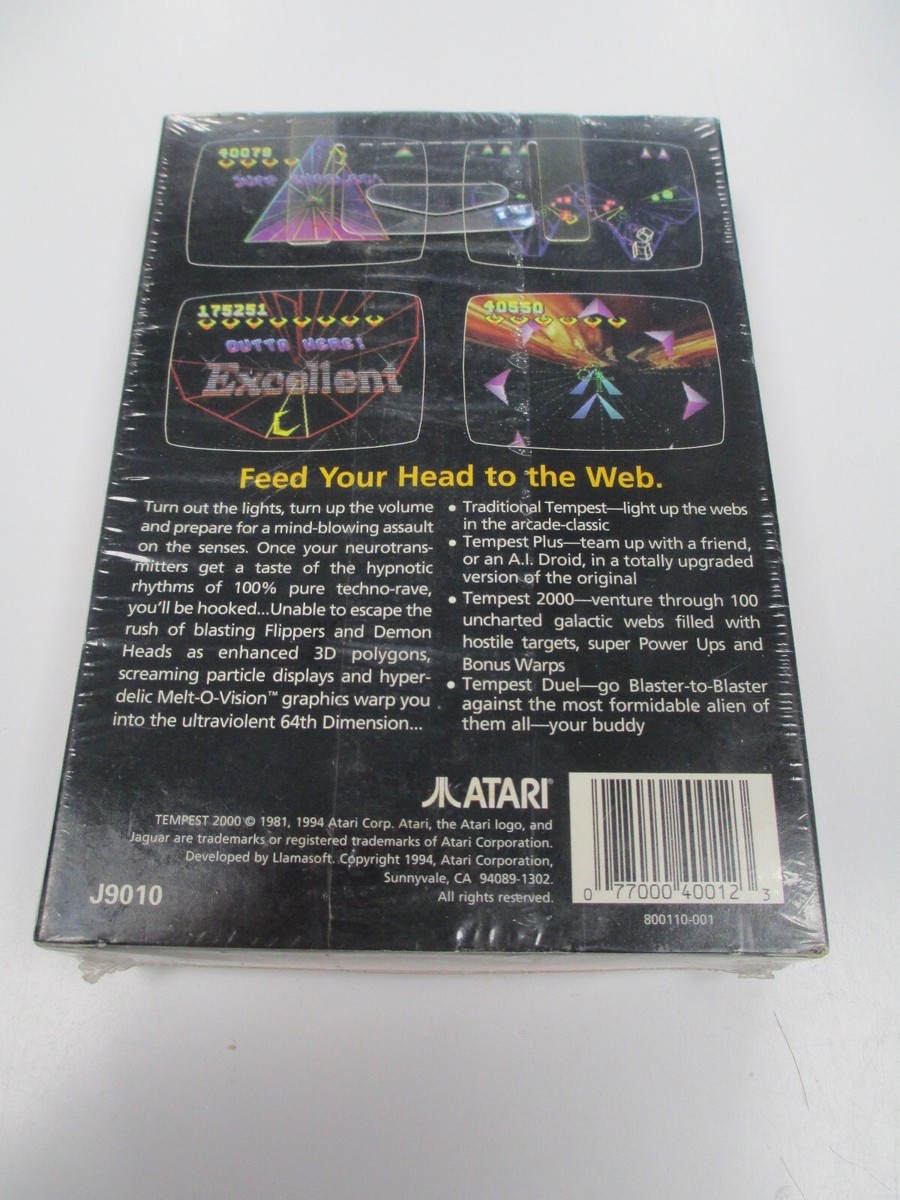 40079
175251
OUTTA HERE!
Excellent
40550
Feed Your Head to the Web.
Turn out the lights, turn up the volume
and prepare for a mind-blowing assault
on the senses. Once your neurotrans-
mitters get a taste of the hypnotic
rhythms of 100% pure techno-rave,
you'll be hooked...Unable to escape the
rush of blasting Flippers and Demon
Heads as enhanced 3D polygons,
screaming particle displays and hyper-
delic Melt-O-Vision™ graphics warp you
into the ultraviolent 64th Dimension...
• Traditional Tempest—light up the webs
in the arcade-classic
• Tempest Plus—team up with a friend,
or an A.I. Droid, in a totally upgraded
version of the original
• Tempest 2000—venture through 100
uncharted galactic webs filled with
hostile targets, super Power Ups and
Bonus Warps
• Tempest Duel—go Blaster-to-Blaster
against the most formidable alien of
them all—your buddy
ATARI®
TEMPEST 2000 © 1981, 1994 Atari Corp. Atari, the Atari logo, and
Jaguar are trademarks or registered trademarks of Atari Corporation.
Developed by Llamasoft. Copyright 1994, Atari Corporation,
Sunnyvale, CA 94089-1302.
All rights reserved.
J9010
0 77000 40012 3
800110-001